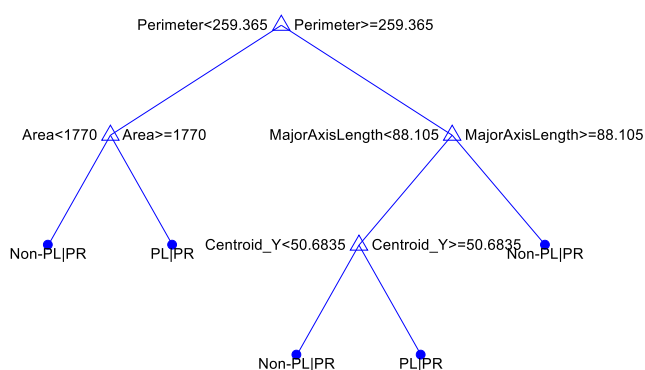 Perimeter<259.365 Perimeter>=259.365
Area<1770 Area>=1770 MajorAxisLength<88.105 MajorAxisLength>=88.105
Centroid_Y<50.6835 Centroid_Y>=50.6835
Non-PL|PR PL|PR Non-PL|PR
Non-PL|PR PL|PR